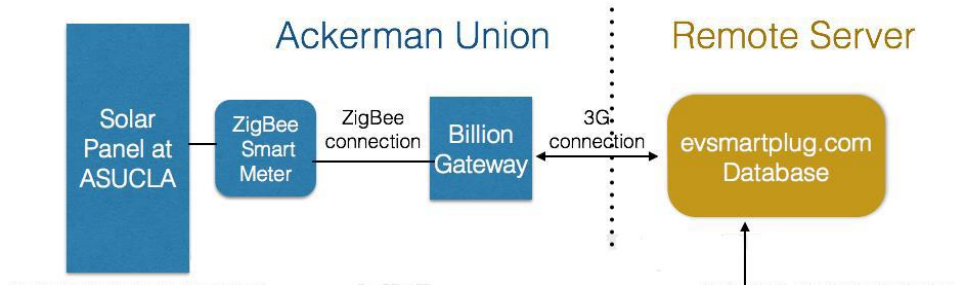 Ackerman Union
Remote Server
Solar
Panel at
ASUCLA
ZigBee
Smart
Meter
ZigBee
connection
Billion
Gateway
3G
connection
evsmartplug.com
Database